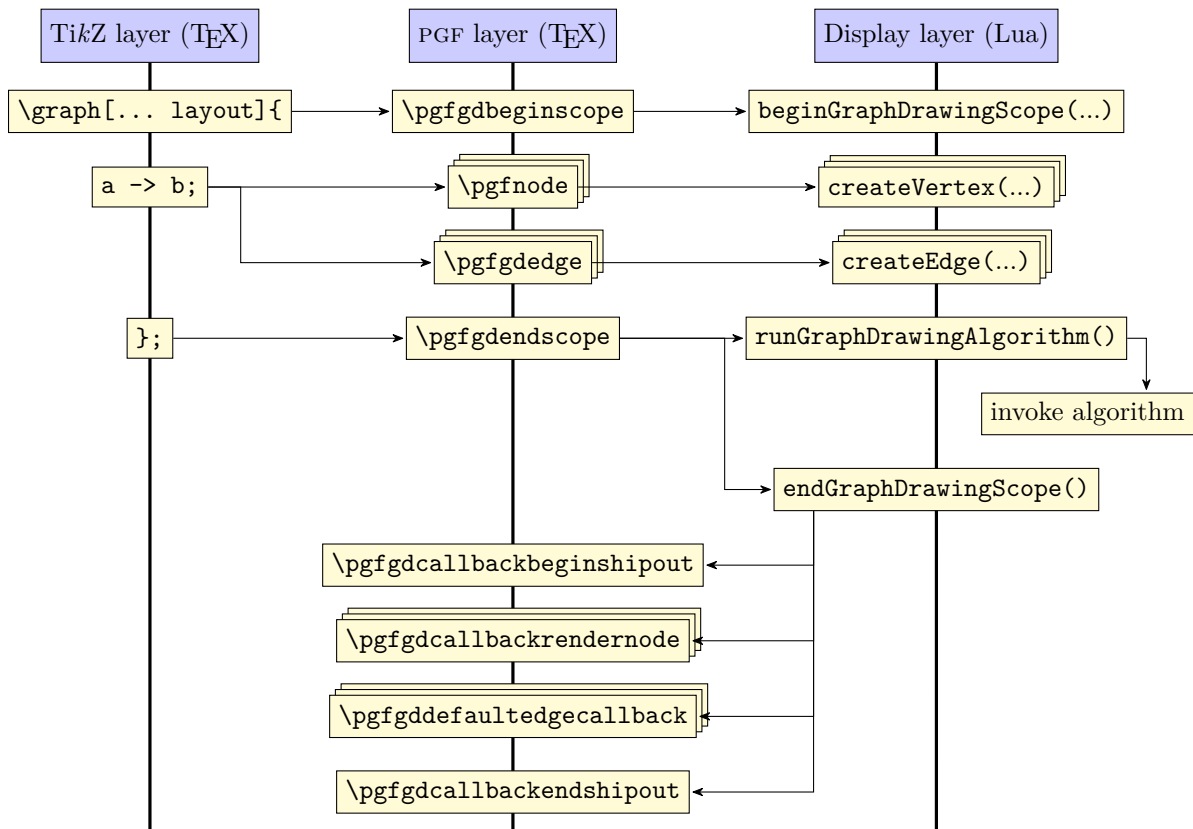 TikZ layer (TEX)
PGF layer (TEX)
Display layer (Lua)
\graph[... layout]{
\pgfgdbeginscope
beginGraphDrawingScope(…)
a -> b;
\pgfnode
createVertex(…)
\pgfgdedge
createEdge(…)
};
\pgfgdendscope
runGraphDrawingAlgorithm()
invoke algorithm
endGraphDrawingScope()
\pgfgdcallbackbeginshipout
\pgfgdcallbackrendernode
\pgfgddefaultedgecallback
\pgfgdcallbackendshipout